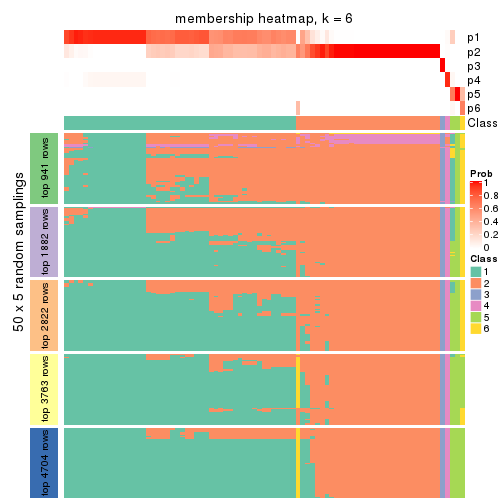 membership heatmap, k = 6
p1
p2
p3
p4
p5
p6
Class
50 x 5 random samplings
top 941 rows
top 1882 rows
top 2822 rows
top 3763 rows
top 4704 rows
Prob
1
0.8
0.6
0.4
0.2
0
Class
1
2
3
4
5
6